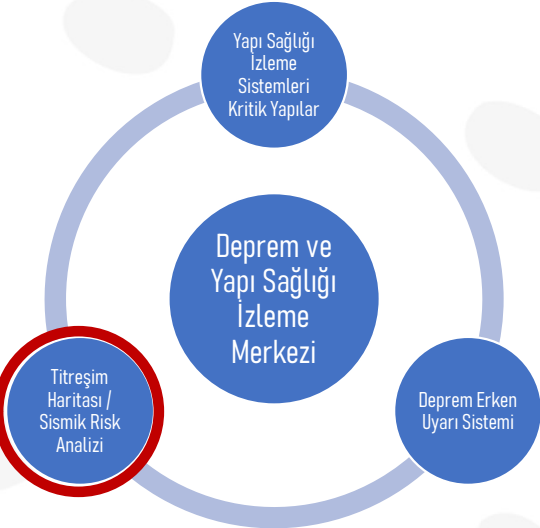 Yapı Sağlığı
İzleme
Sistemleri
Kritik Yapılar
Deprem ve
Yapı Sağlığı
İzleme
Merkezi
Titreşim
Haritası /
Sismik Risk
Analizi
Deprem Erken
Uyarı Sistemi